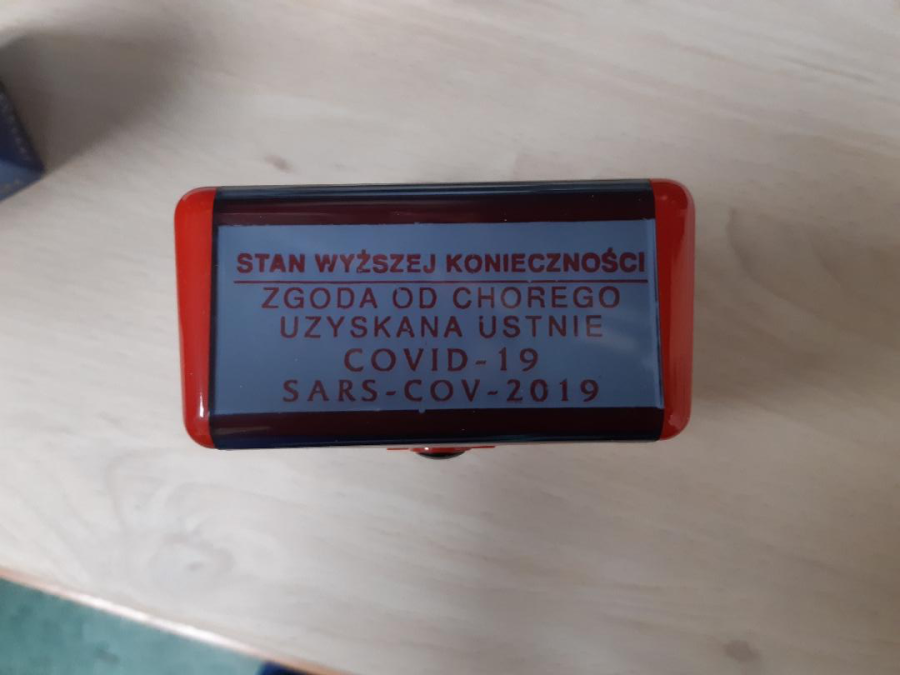 STAN WYŻSZEJ KONIECZNOŚCI
ZGODA OD CHOREGO
UZYSKANA USTNIE
COVID-19
SARS-COV-2019